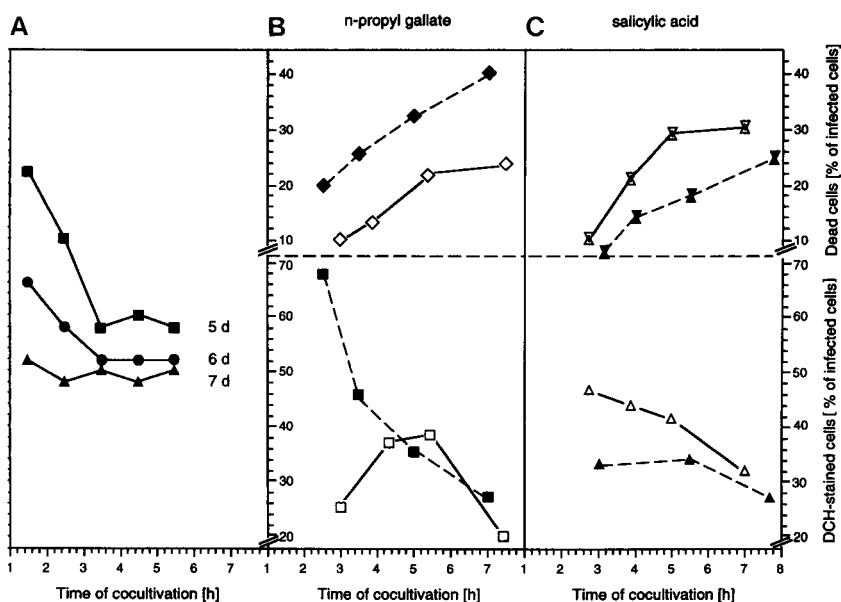 A
B
n-propyl gallate
C
salicylic acid
40
30
20
10
70
60
50
40
30
20
40
30
20
10
70
60
50
40
30
20
Dead cells [% of infected cells]
DCH-stained cells [% of infected cells]
5 d
6 d
7 d
1 2 3 4 5 6 7
1 2 3 4 5 6 7
1 2 3 4 5 6 7 8
Time of cocultivation [h]
Time of cocultivation [h]
Time of cocultivation [h]